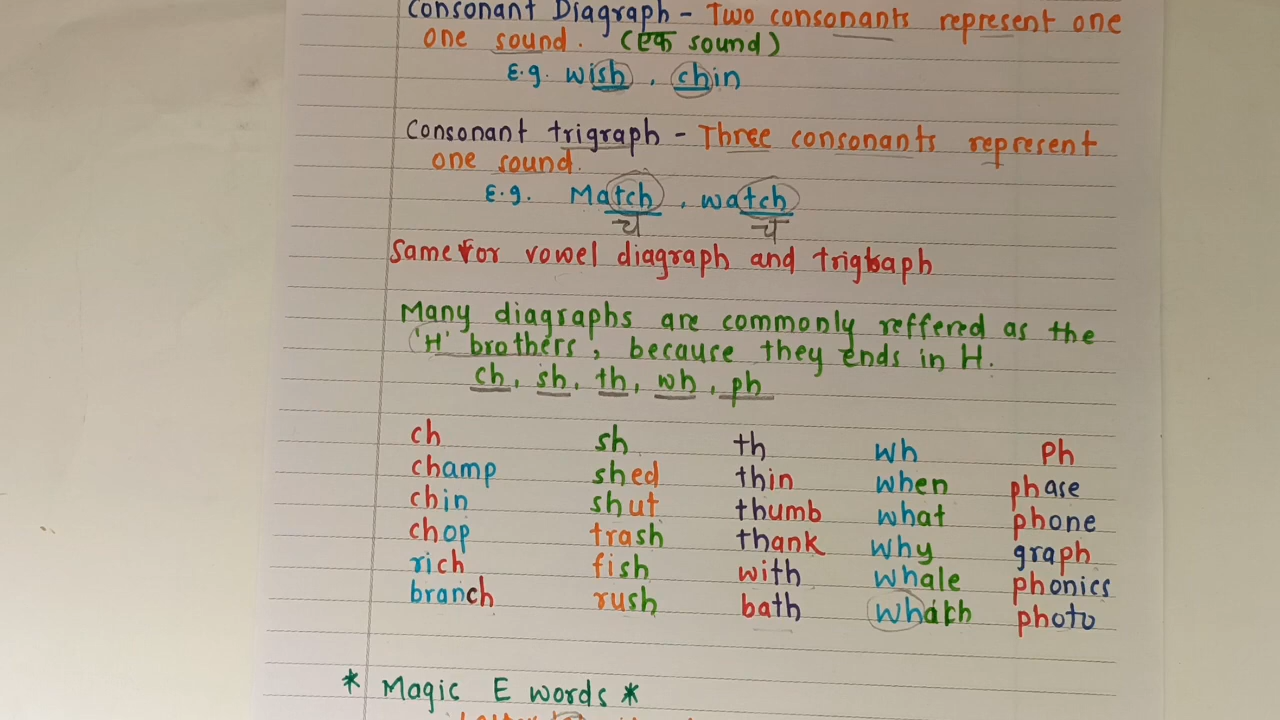 Consonant Diagraph - Two consonants represent one
one sound. (एक sound)
E.g. wish, chin
Consonant trigraph - Three consonants represent
one sound.
E.g. Match, watch
च च
Same for vowel diagraph and trigraph
Many diagraphs are commonly reffered as the
'H' brothers, because they ends in H.
ch, sh, th, wh, ph
ch sh th wh Ph
champ shed thin when phase
chin shut thumb what phone
chop trash thank why graph
rich fish with whale phonics
branch rush bath photo
* Magic E words *